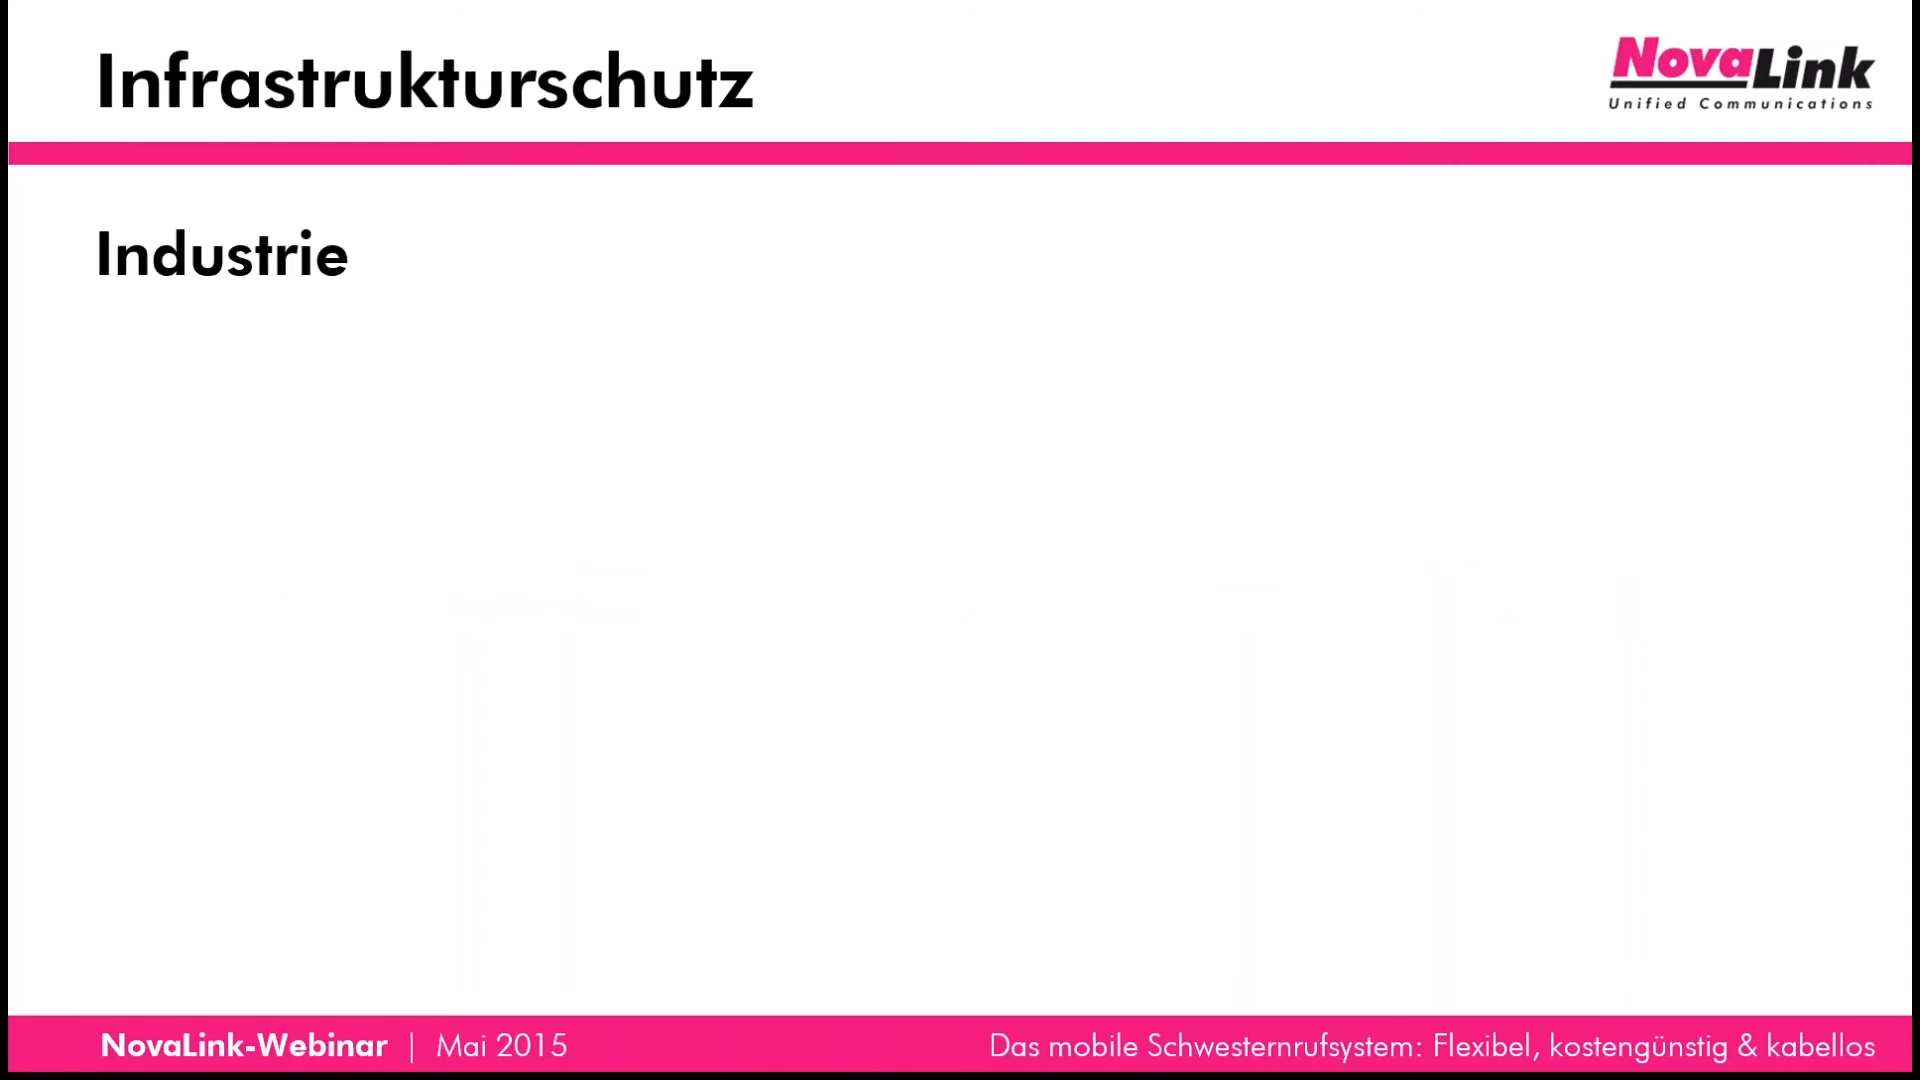 Infrastrukturschutz
NovaLink
Unified Communications
Industrie
NovaLink-Webinar | Mai 2015
Das mobile Schwesternrufsystem: Flexibel, kostengünstig & kabellos